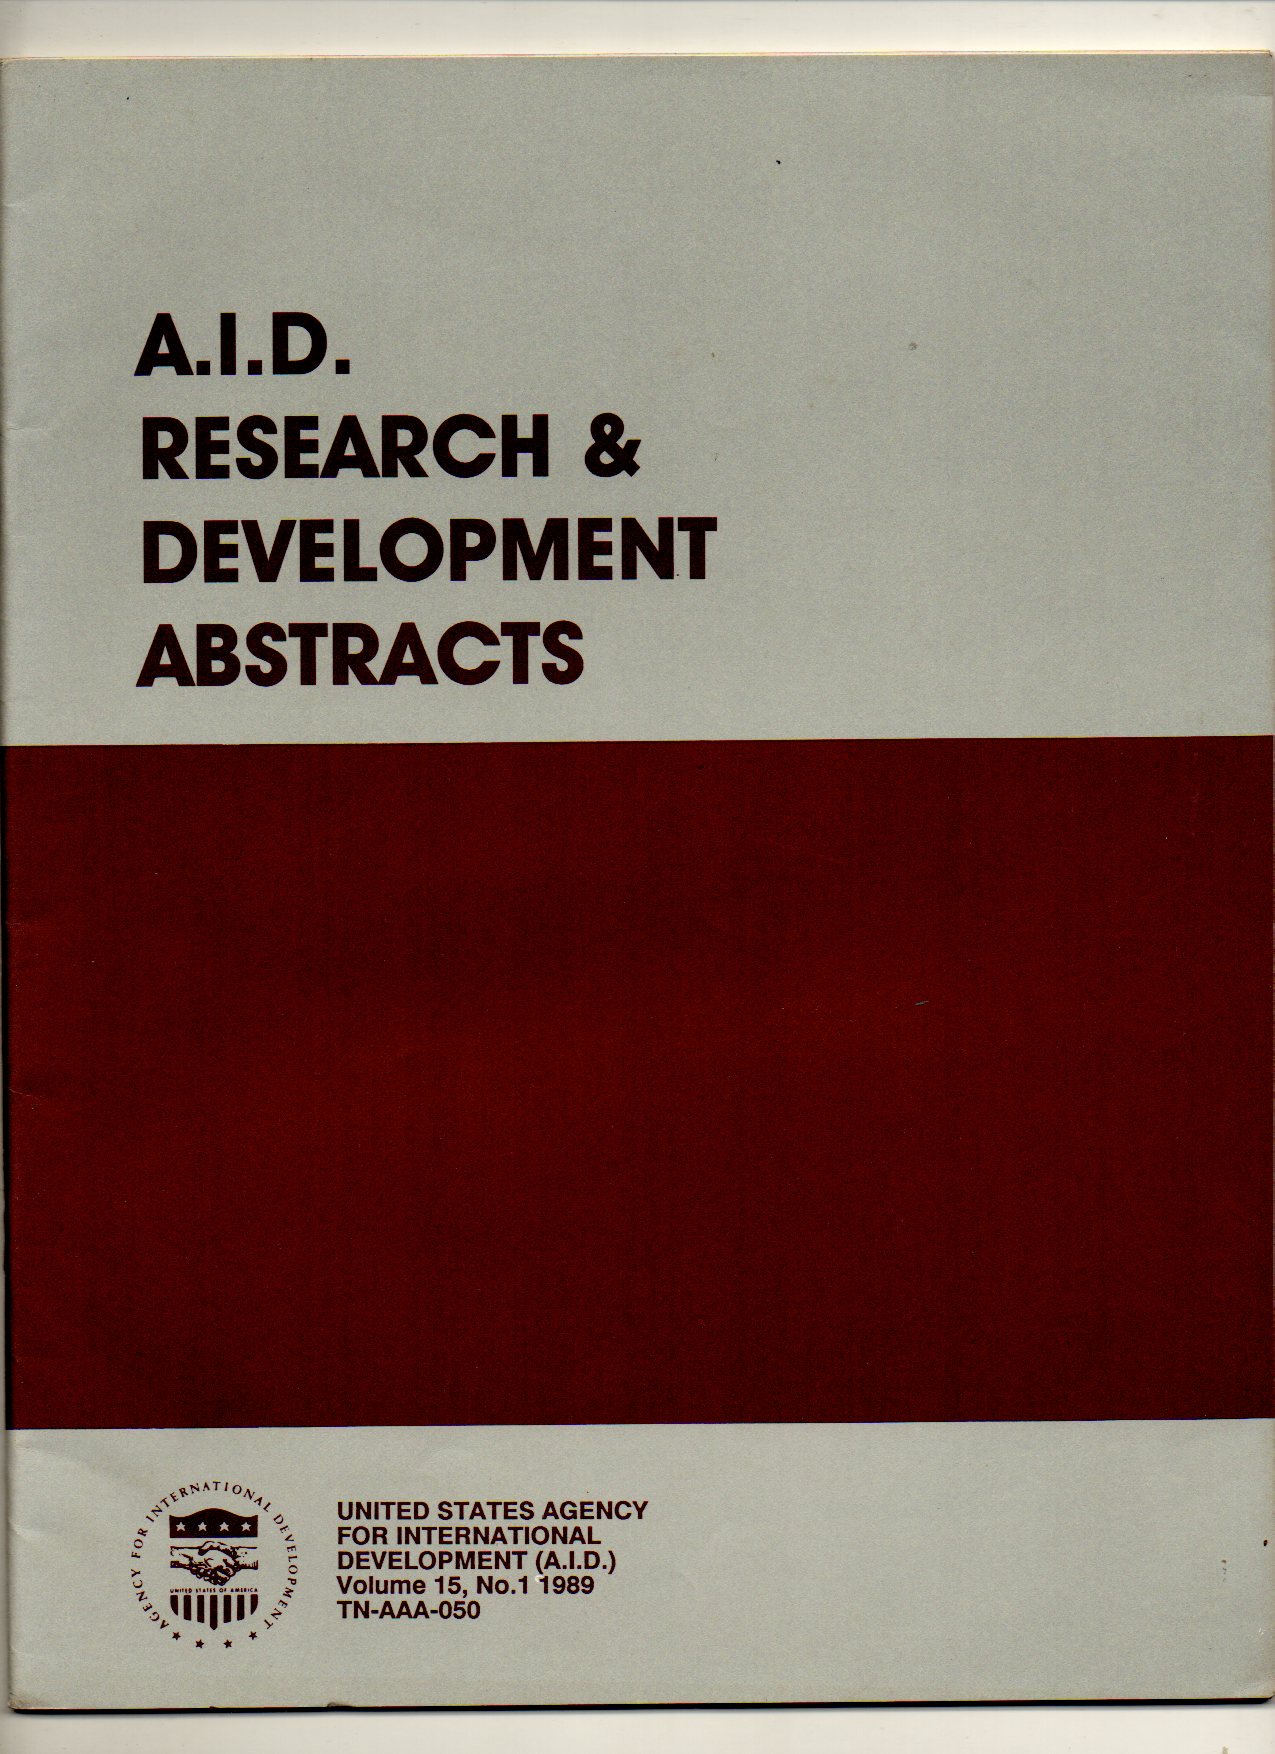 A.I.D.
RESEARCH &
DEVELOPMENT
ABSTRACTS
AGENCY FOR INTERNATIONAL DEVELOPMENT
UNITED STATES OF AMERICA
UNITED STATES AGENCY
FOR INTERNATIONAL
DEVELOPMENT (A.I.D.)
Volume 15, No.1 1989
TN-AAA-050